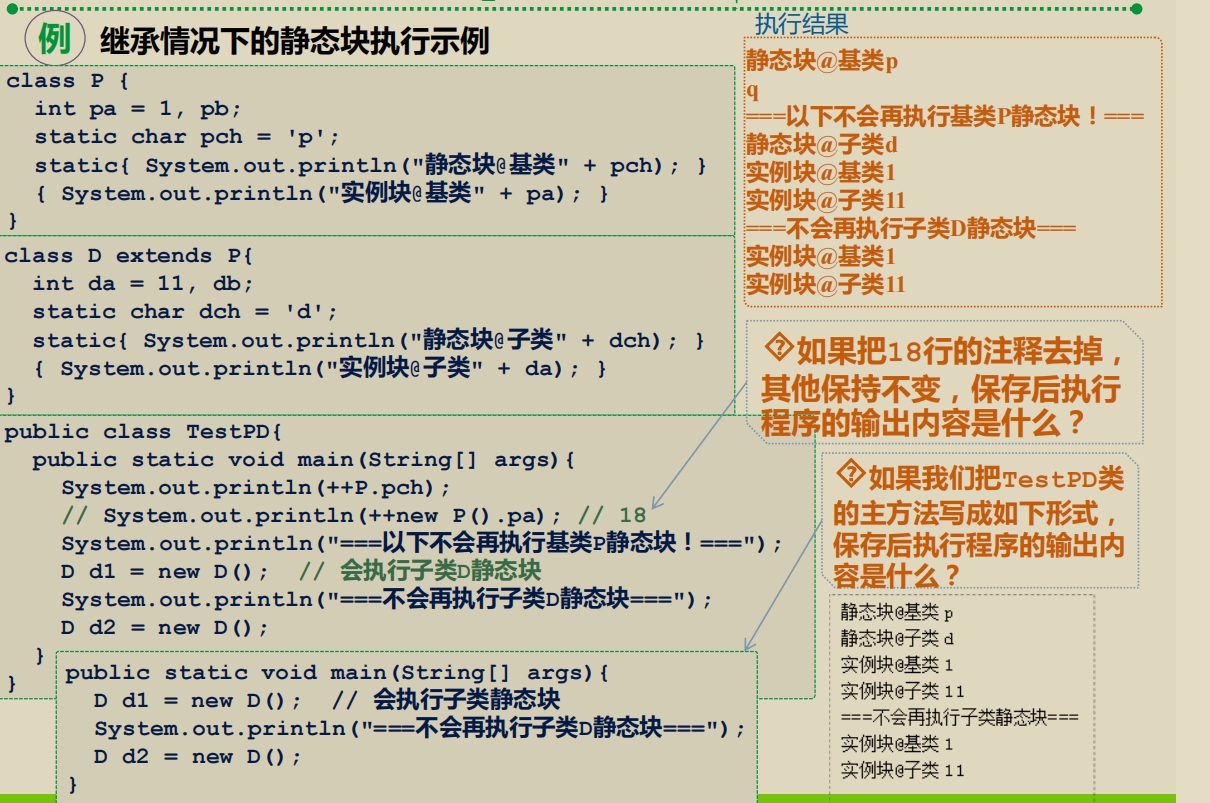 例 继承情况下的静态块执行示例
class P {
int pa = 1, pb;
static char pch = 'p';
static{ System.out.println("静态块@基类" + pch); }
{ System.out.println("实例块@基类" + pa); }
}
class D extends P{
int da = 11, db;
static char dch = 'd';
static{ System.out.println("静态块@子类" + dch); }
{ System.out.println("实例块@子类" + da); }
}
public class TestPD{
public static void main(String[] args){
System.out.println(++P.pch);
// System.out.println(++new P().pa); // 18
System.out.println("===以下不会再执行基类P静态块！===");
D d1 = new D(); // 会执行子类D静态块
System.out.println("===不会再执行子类D静态块===");
D d2 = new D();
}
}
public static void main(String[] args){
D d1 = new D(); // 会执行子类静态块
System.out.println("===不会再执行子类D静态块===");
D d2 = new D();
}
执行结果
静态块@基类p
q
===以下不会再执行基类P静态块！===
静态块@子类d
实例块@基类1
实例块@子类11
===不会再执行子类D静态块===
实例块@基类1
实例块@子类11
如果把18行的注释去掉，
其他保持不变，保存后执行
程序的输出内容是什么？
如果我们把TestPD类
的主方法写成如下形式，
保存后执行程序的输出内
容是什么？
静态块@基类 p
静态块@子类 d
实例块@基类 1
实例块@子类 11
===不会再执行子类静态块===
实例块@基类 1
实例块@子类 11